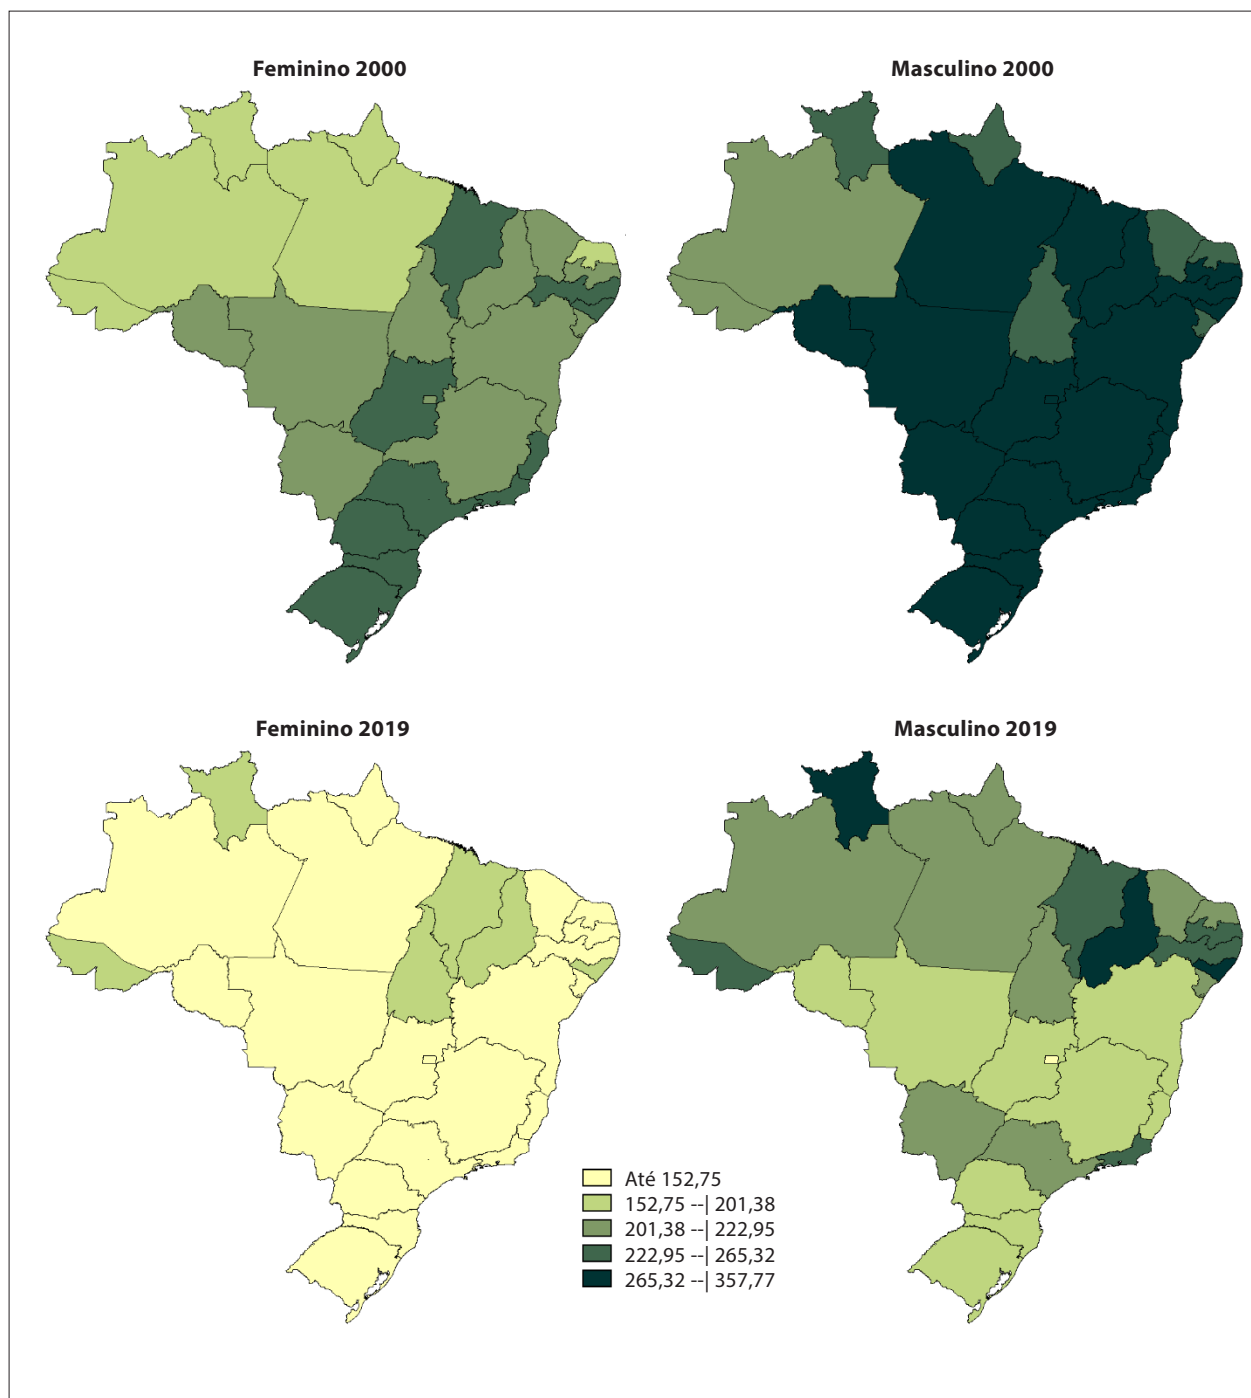 Feminino 2000
Masculino 2000
Feminino 2019
Masculino 2019
Até 152,75
152,75 --| 201,38
201,38 --| 222,95
222,95 --| 265,32
265,32 --| 357,77